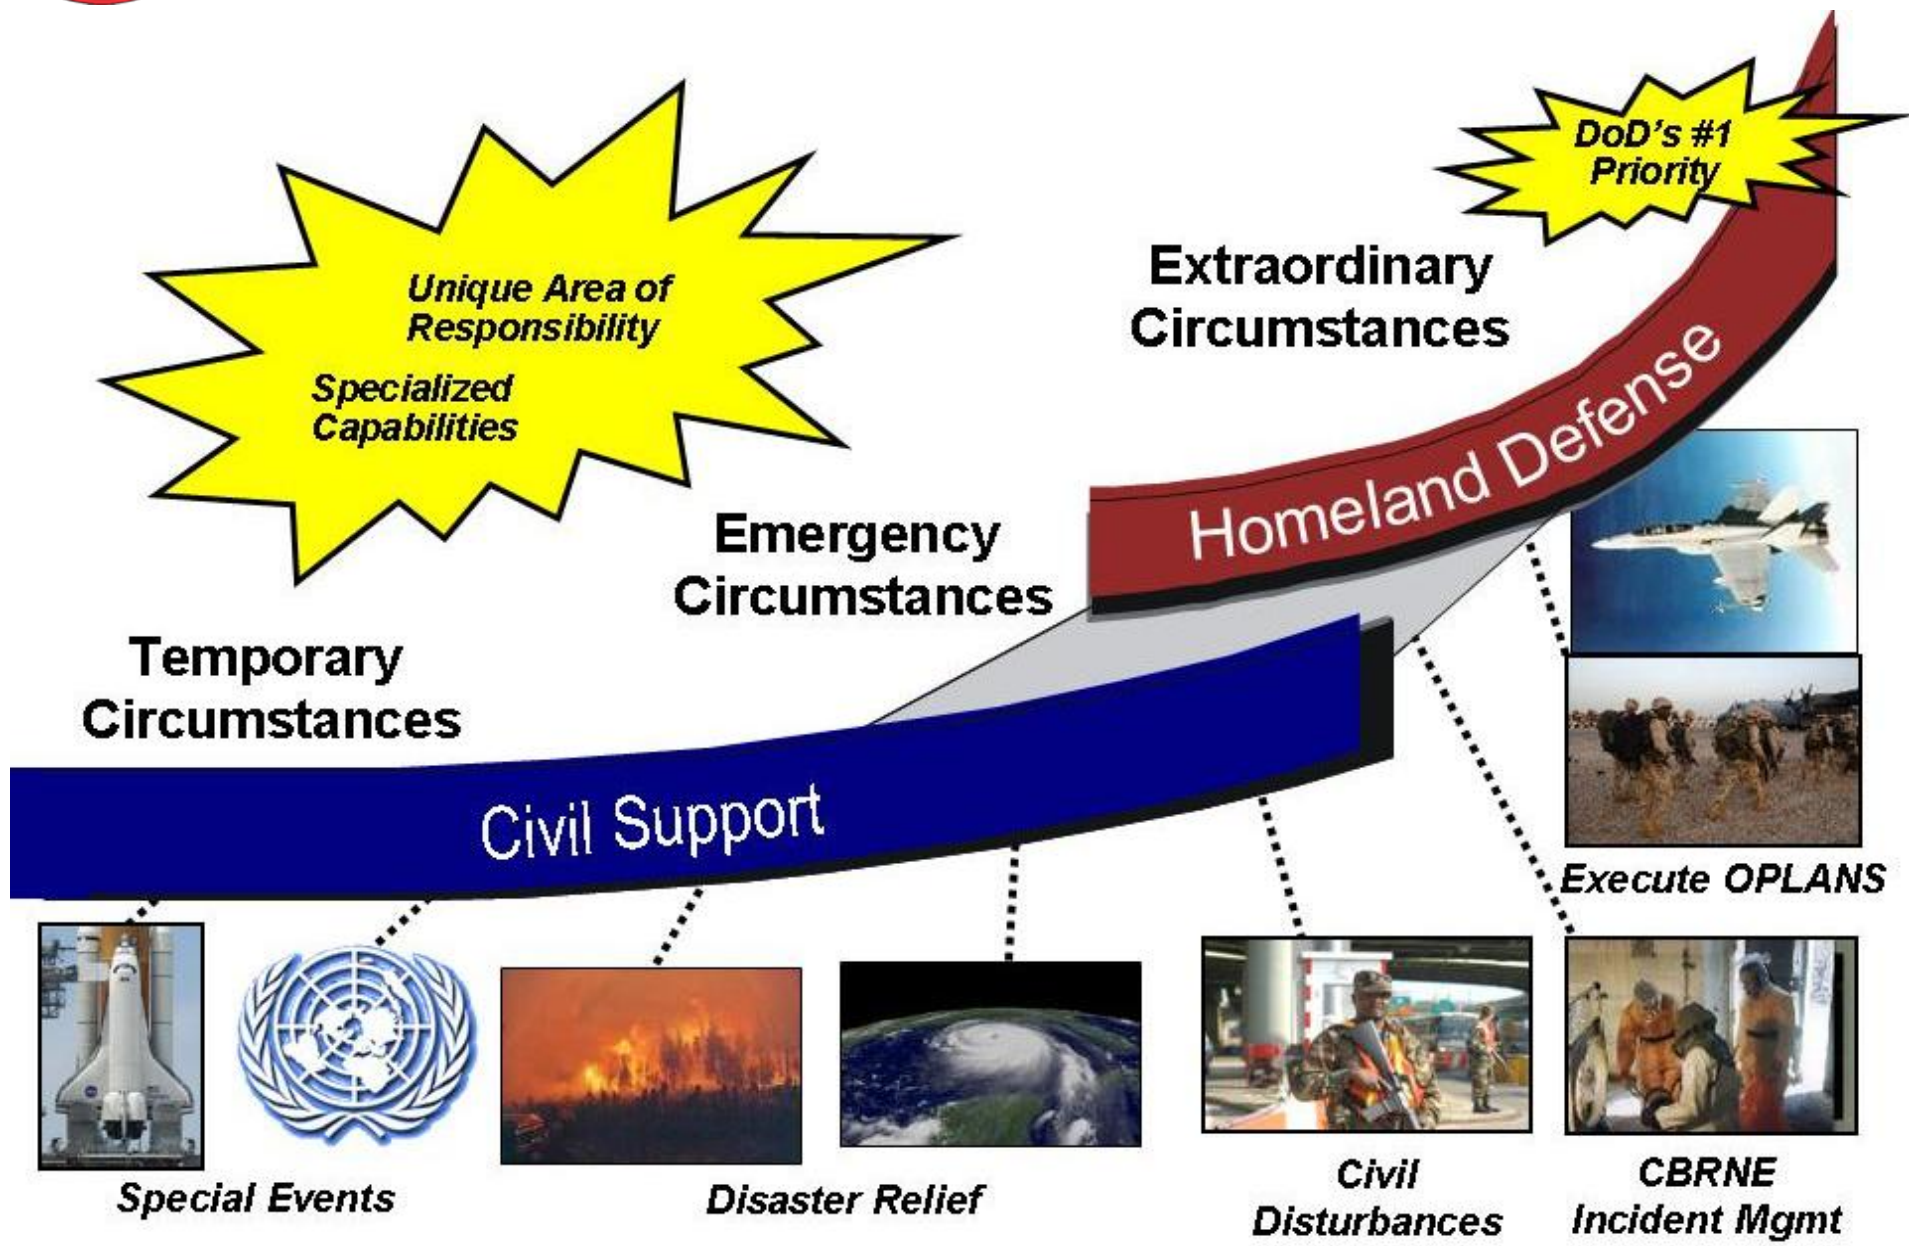 DoD's #1
Priority
Unique Area of
Responsibility
Specialized
Capabilities
Extraordinary
Circumstances
Homeland Defense
Emergency
Circumstances
Temporary
Circumstances
Civil Support
Execute OPLANS
Special Events
Disaster Relief
Civil
Disturbances
CBRNE
Incident Mgmt